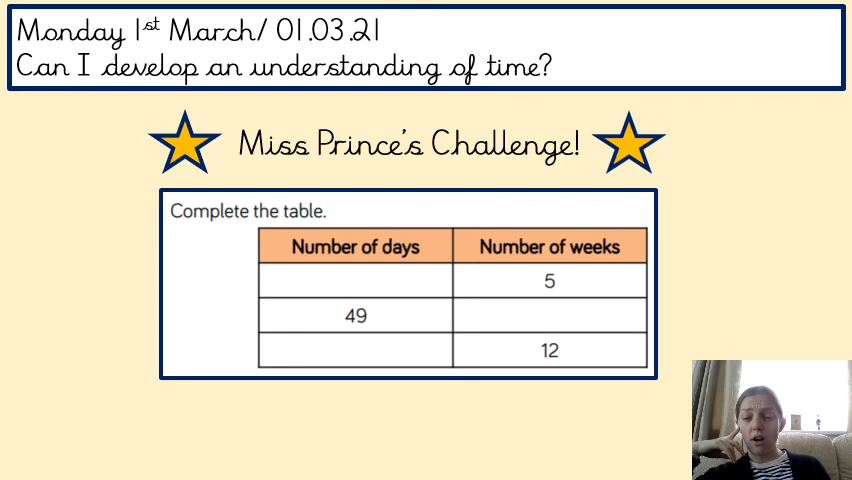 Monday 1st March/ 01.03.21
Can I develop an understanding of time?
Miss Prince's Challenge!
Complete the table.
Number of days Number of weeks
5
49
12